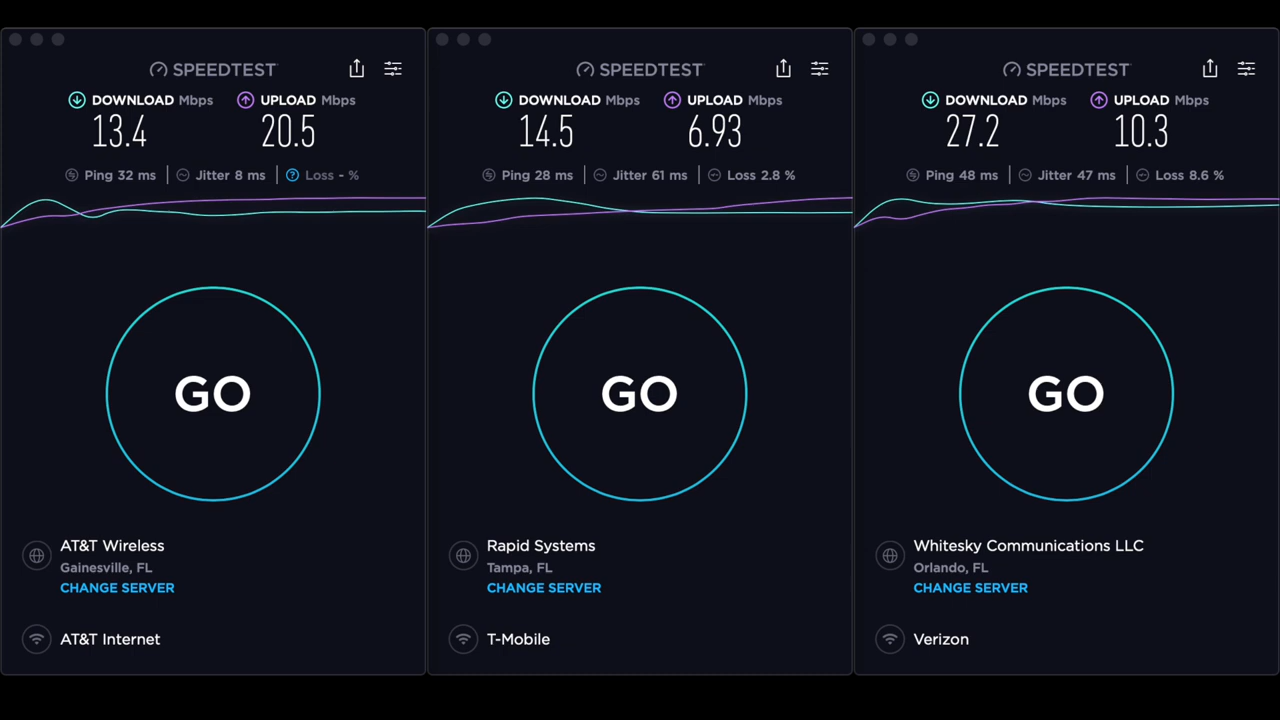 SPEEDTEST
DOWNLOAD Mbps UPLOAD Mbps
13.4 20.5
Ping 32 ms Jitter 8 ms ? Loss - %
GO
AT&T Wireless
Gainesville, FL
CHANGE SERVER
AT&T Internet
SPEEDTEST
DOWNLOAD Mbps UPLOAD Mbps
14.5 6.93
Ping 28 ms Jitter 61 ms Loss 2.8 %
GO
Rapid Systems
Tampa, FL
CHANGE SERVER
T-Mobile
SPEEDTEST
DOWNLOAD Mbps UPLOAD Mbps
27.2 10.3
Ping 48 ms Jitter 47 ms Loss 8.6 %
GO
Whitesky Communications LLC
Orlando, FL
CHANGE SERVER
Verizon